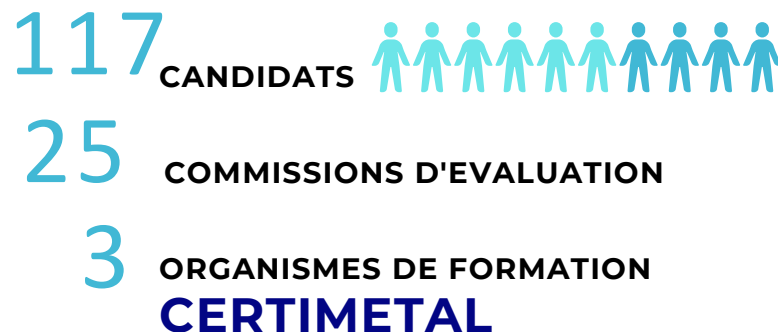 117 CANDIDATS
25 COMMISSIONS D'EVALUATION
3 ORGANISMES DE FORMATION
CERTIMETAL